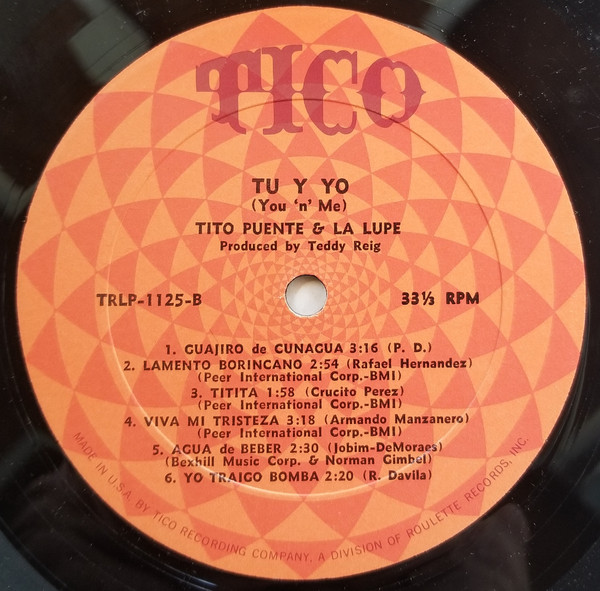 TICO
TU Y YO
(You 'n' Me)
TITO PUENTE & LA LUPE
Produced by Teddy Reig
TRLP-1125-B
33⅓ RPM
1. GUAJIRO de CUNAGUA 3:16 (P. D.)
2. LAMENTO BORINCANO 2:54 (Rafael Hernandez)
(Peer International Corp.-BMI)
3. TITITA 1:58 (Crucito Perez)
(Peer International Corp.-BMI)
4. VIVA MI TRISTEZA 3:18 (Armando Manzanero)
(Peer International Corp.-BMI)
5. AGUA de BEBER 2:30 (Jobim-DeMoraes)
(Bexhill Music Corp. & Norman Gimbel)
6. YO TRAIGO BOMBA 2:20 (R. Davila)
MADE IN U.S.A. BY TICO RECORDING COMPANY, A DIVISION OF ROULETTE RECORDS, INC.